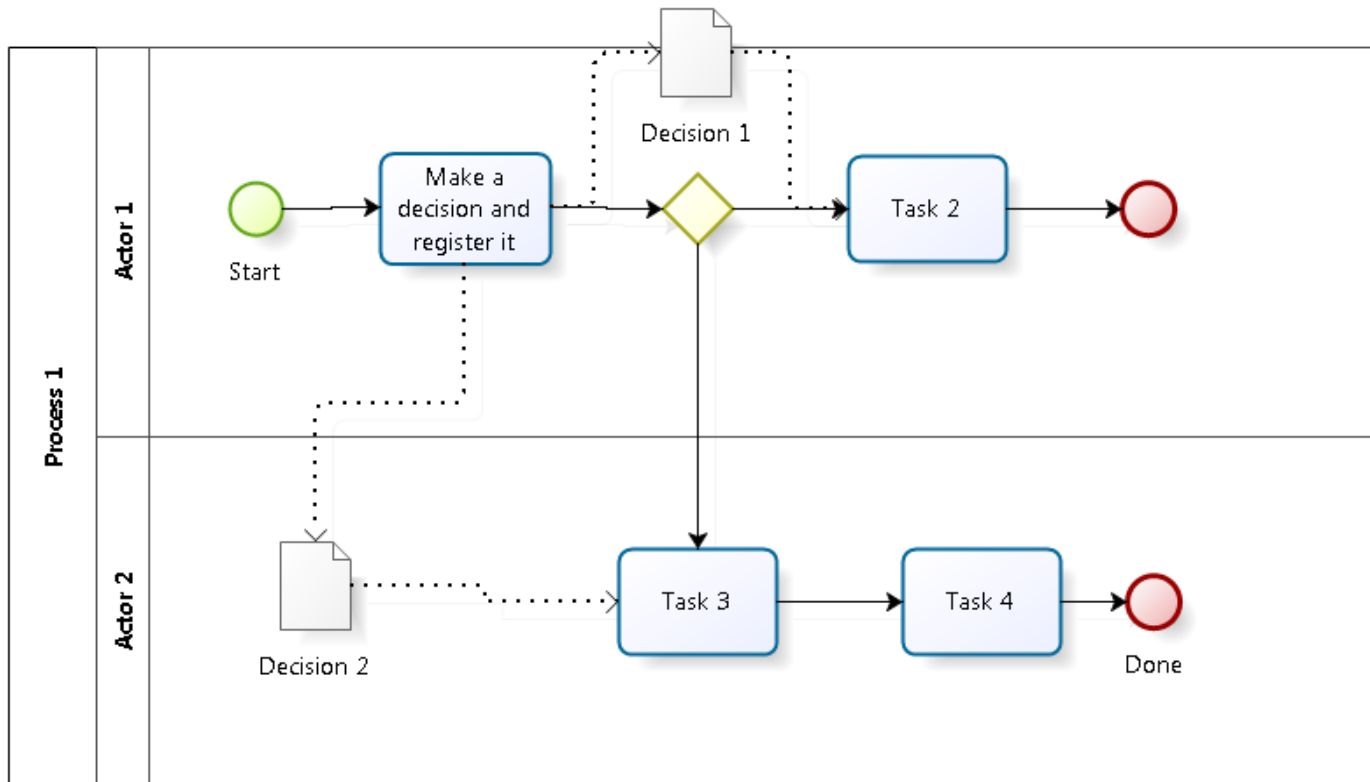 Process 1
Actor 1
Decision 1
Make a
decision and
register it
Task 2
Start
Actor 2
Task 3
Task 4
Decision 2
Done